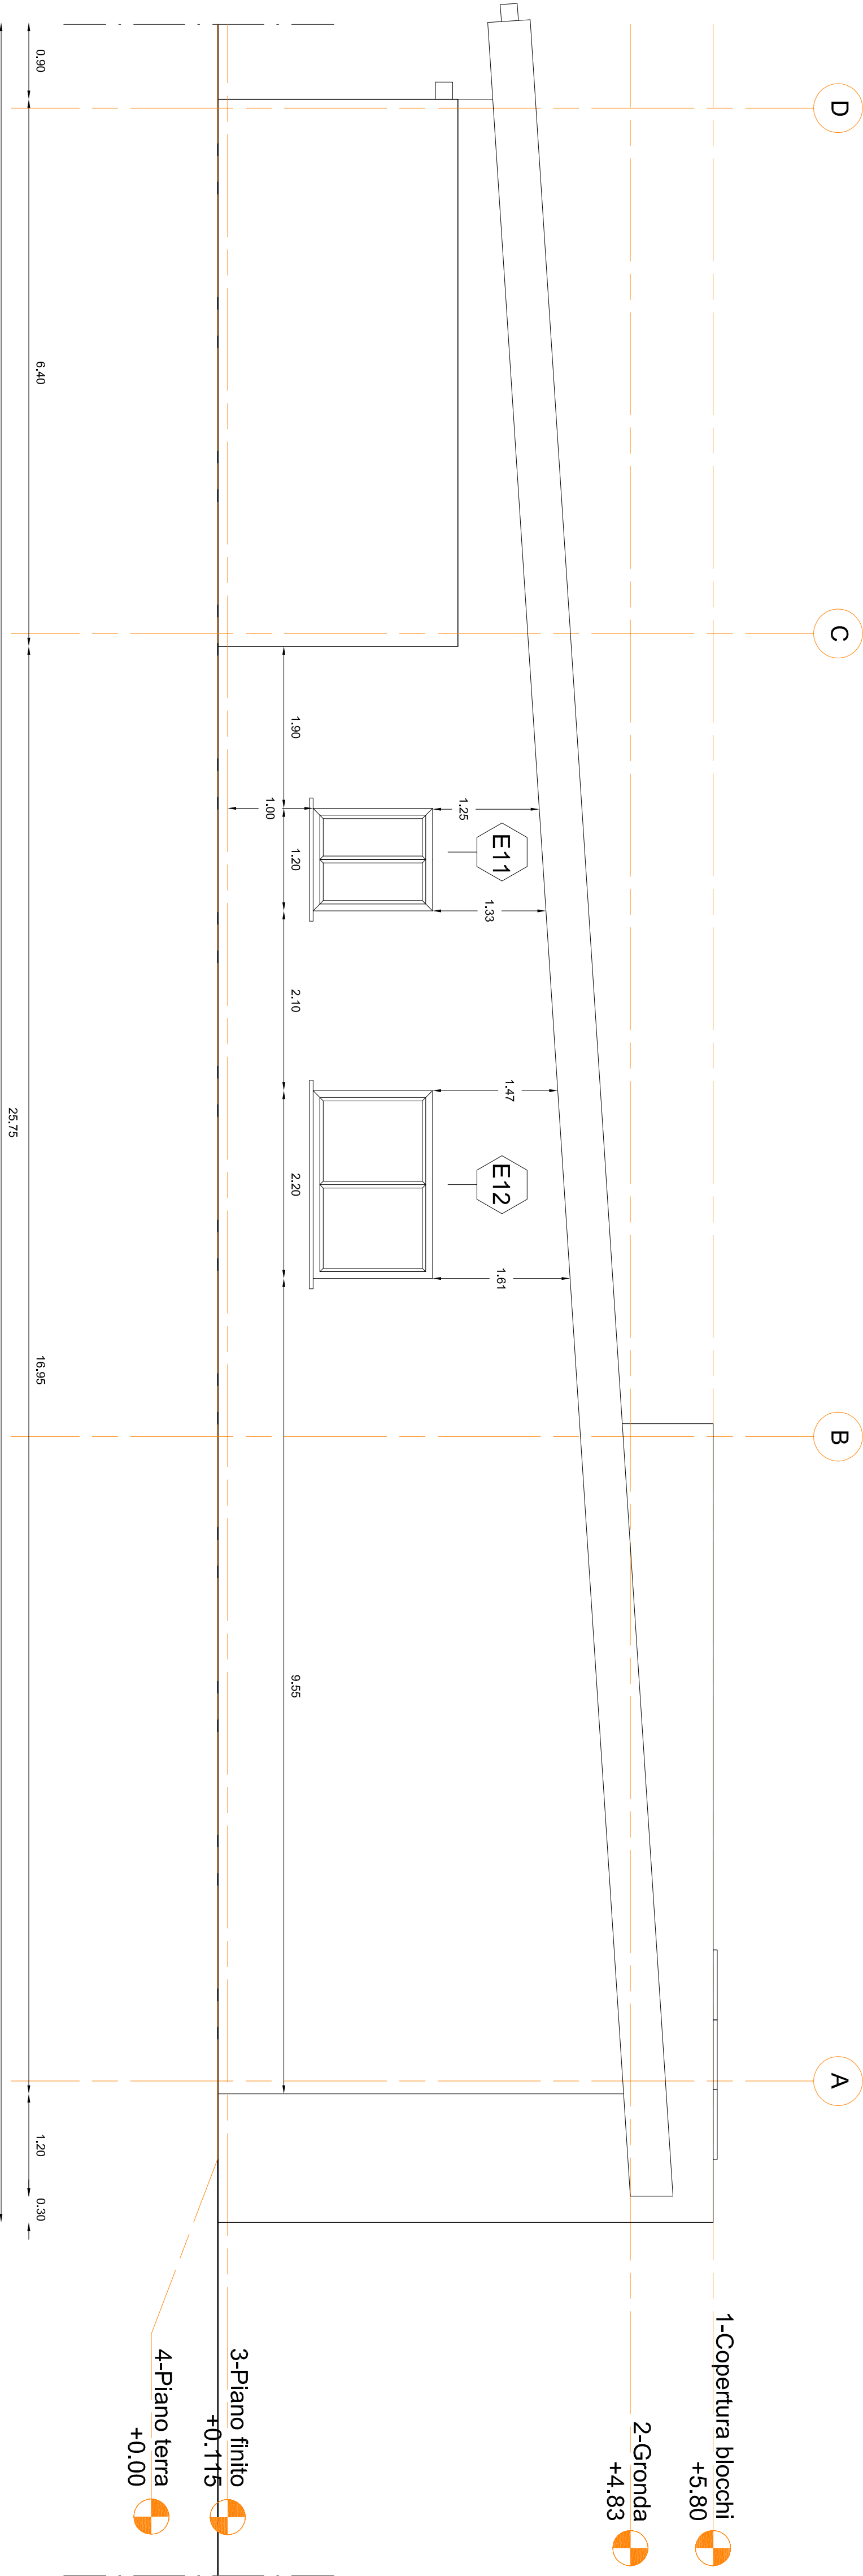 D
C
B
A
1-Copertura blocchi
+5.80
2-Gronda
+4.83
E11
E12
1.25
1.33
1.47
1.61
1.00
1.90
1.20
2.10
2.20
9.55
3-Piano finito
+0.115
4-Piano terra
+0.00
0.90
6.40
16.95
1.20
0.30
25.75